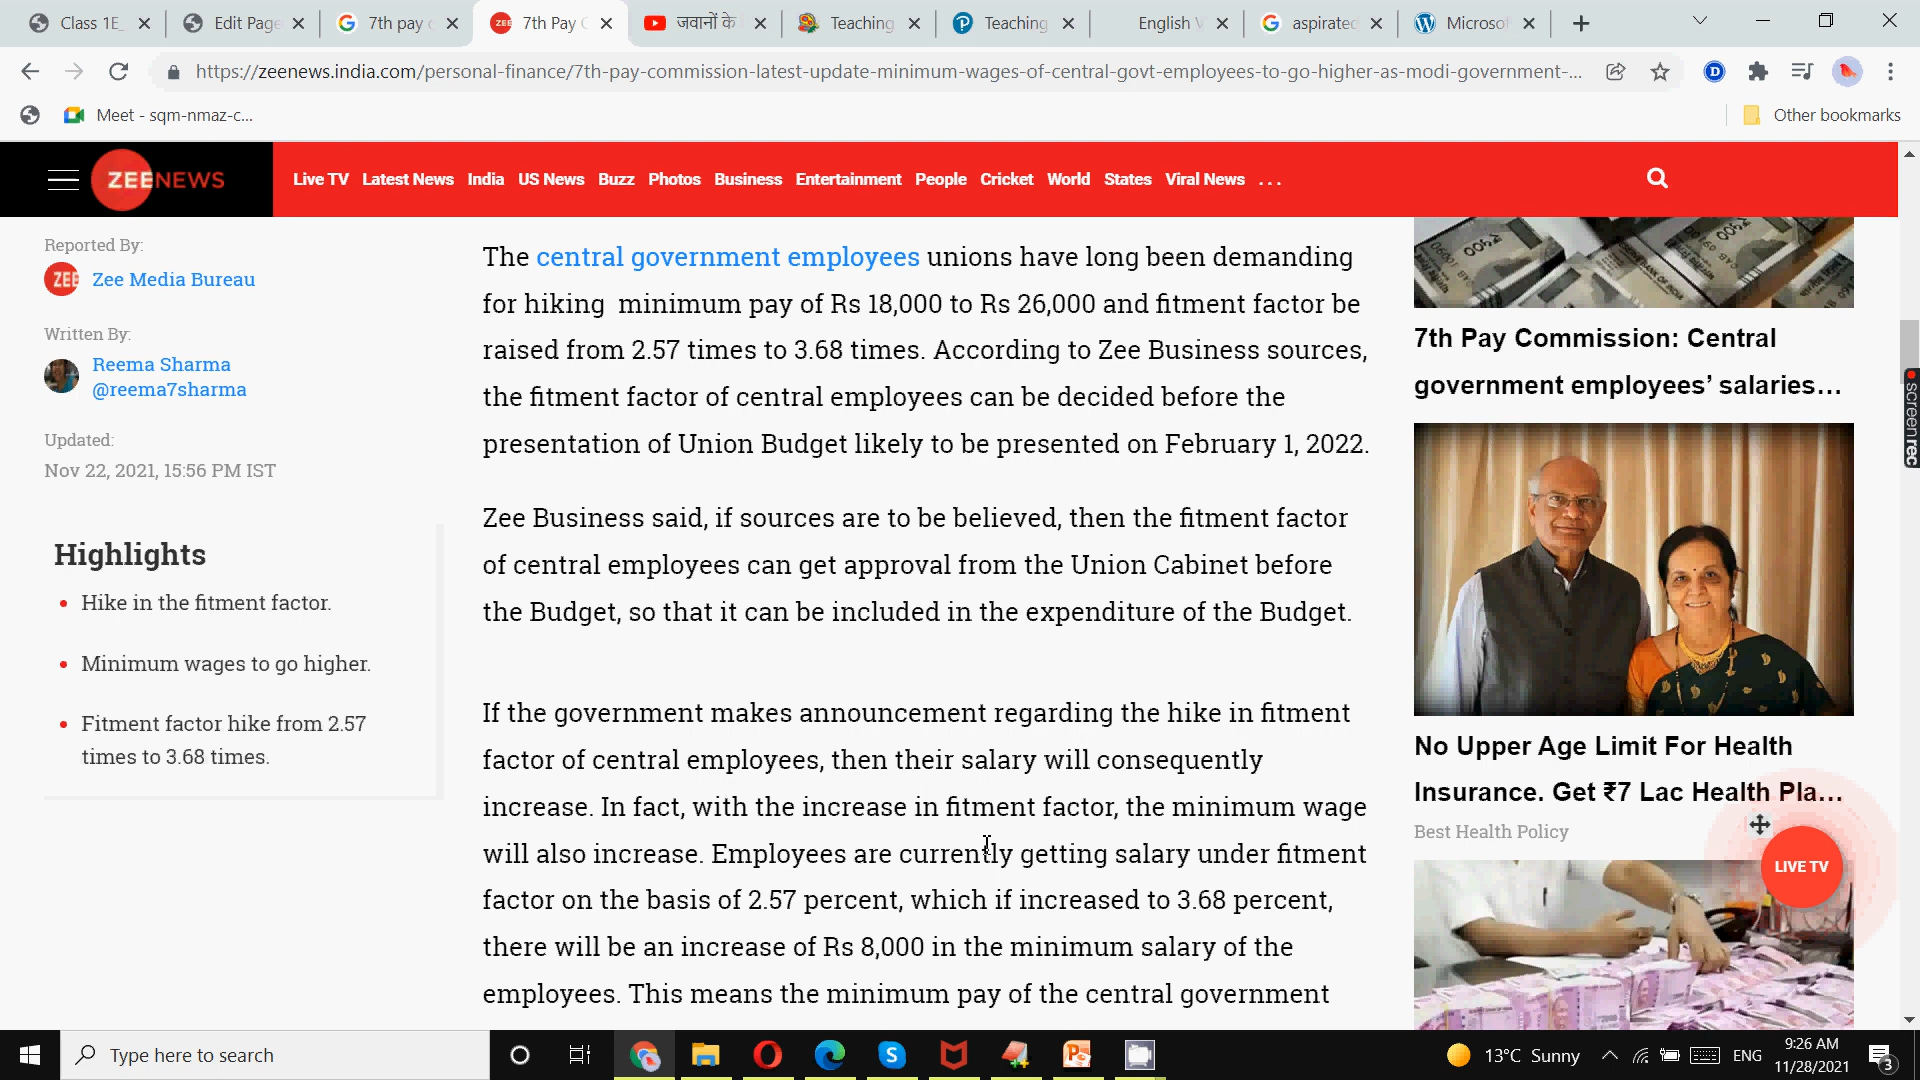 Class 1E_
Edit Page
7th pay c
7th Pay C
जवानों के
Teaching
Teaching
English V
aspirated
Microsof
https://zeenews.india.com/personal-finance/7th-pay-commission-latest-update-minimum-wages-of-central-govt-employees-to-go-higher-as-modi-government-...
Meet - sqm-nmaz-c...
Other bookmarks
ZEENEWS
Live TV Latest News India US News Buzz Photos Business Entertainment People Cricket World States Viral News ...
Reported By:
ZEE Zee Media Bureau
Written By:
Reema Sharma
@reema7sharma
Updated:
Nov 22, 2021, 15:56 PM IST
Highlights
Hike in the fitment factor.
Minimum wages to go higher.
Fitment factor hike from 2.57
times to 3.68 times.
The central government employees unions have long been demanding
for hiking minimum pay of Rs 18,000 to Rs 26,000 and fitment factor be
raised from 2.57 times to 3.68 times. According to Zee Business sources,
the fitment factor of central employees can be decided before the
presentation of Union Budget likely to be presented on February 1, 2022.
Zee Business said, if sources are to be believed, then the fitment factor
of central employees can get approval from the Union Cabinet before
the Budget, so that it can be included in the expenditure of the Budget.
If the government makes announcement regarding the hike in fitment
factor of central employees, then their salary will consequently
increase. In fact, with the increase in fitment factor, the minimum wage
will also increase. Employees are currently getting salary under fitment
factor on the basis of 2.57 percent, which if increased to 3.68 percent,
there will be an increase of Rs 8,000 in the minimum salary of the
employees. This means the minimum pay of the central government
7th Pay Commission: Central
government employees’ salaries...
No Upper Age Limit For Health
Insurance. Get ₹7 Lac Health Pla...
Best Health Policy
LIVE TV
screenrec
Type here to search
13°C Sunny
ENG
9:26 AM
11/28/2021
3